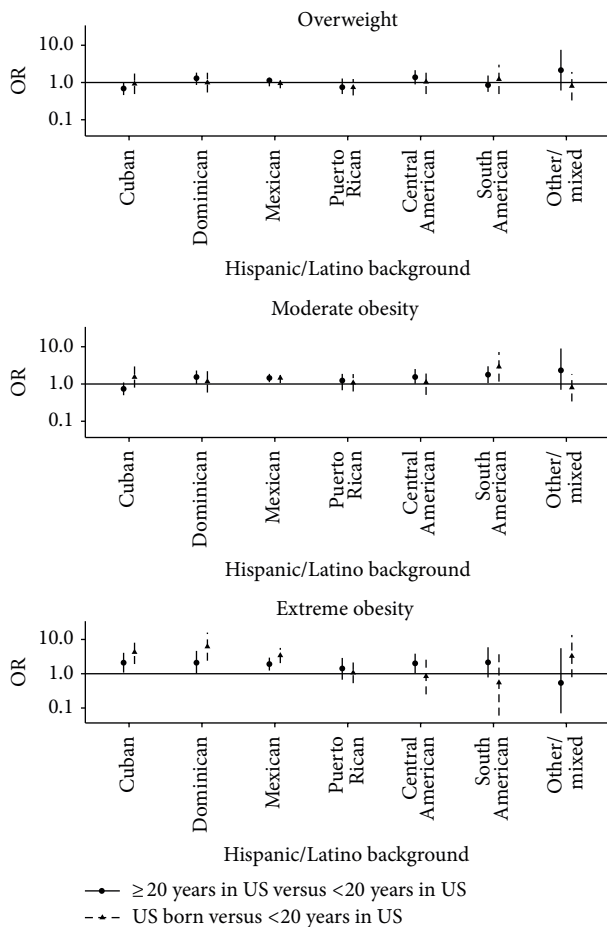 Overweight
OR
10.0
1.0
0.1
Cuban
Dominican
Mexican
Puerto
Rican
Central
American
South
American
Other/
mixed
Hispanic/Latino background
Moderate obesity
OR
10.0
1.0
0.1
Cuban
Dominican
Mexican
Puerto
Rican
Central
American
South
American
Other/
mixed
Hispanic/Latino background
Extreme obesity
OR
10.0
1.0
0.1
Cuban
Dominican
Mexican
Puerto
Rican
Central
American
South
American
Other/
mixed
Hispanic/Latino background
≥20 years in US versus <20 years in US
US born versus <20 years in US